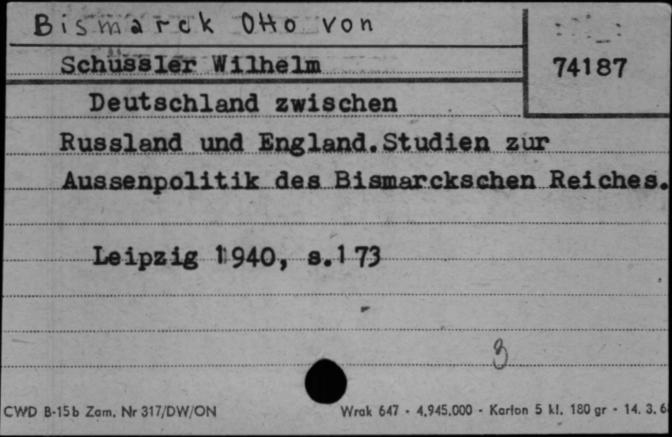 Bismarck Otto von
Schüssler Wilhelm
74187
Deutschland zwischen
Russland und England.Studien zur
Aussenpolitik des Bismarckschen Reiches.
Leipzig 1940, s.173
3
CWD B-15b Zam. Nr 317/DW/ON
Wrak 647 - 4.945.000 - Karton 5 kl. 180 gr - 14. 3. 6